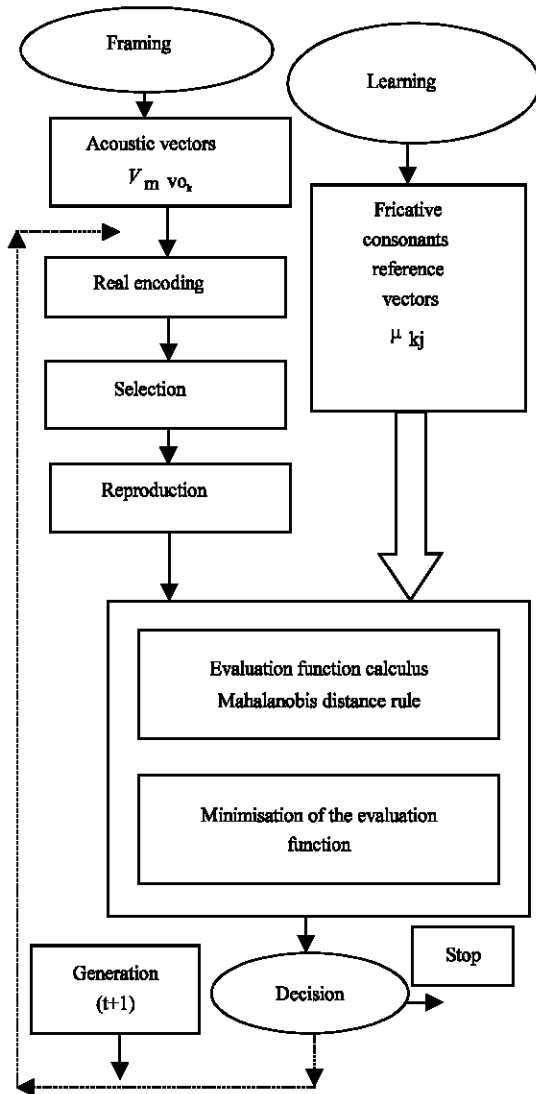 Framing
Acoustic vectors
V m vo k
Real encoding
Selection
Reproduction
Learning
Fricative
consonants
reference
vectors
μ kj
Evaluation function calculus
Mahalanobis distance rule
Minimisation of the evaluation
function
Generation
(t+1)
Decision
Stop